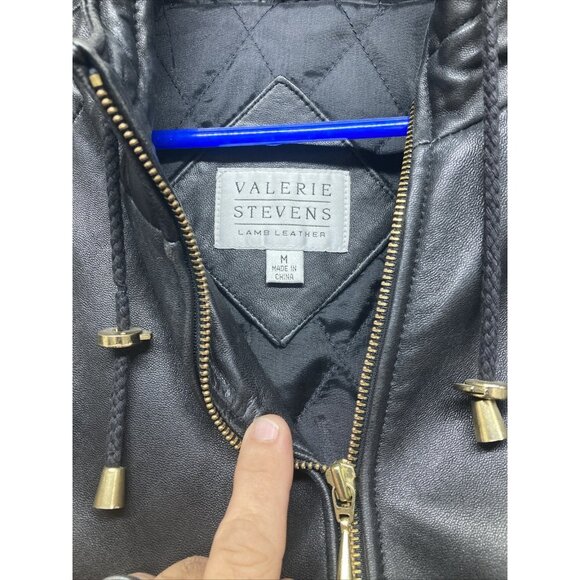 VALERIE
STEVENS
LAMB LEATHER
M
MADE IN
CHINA